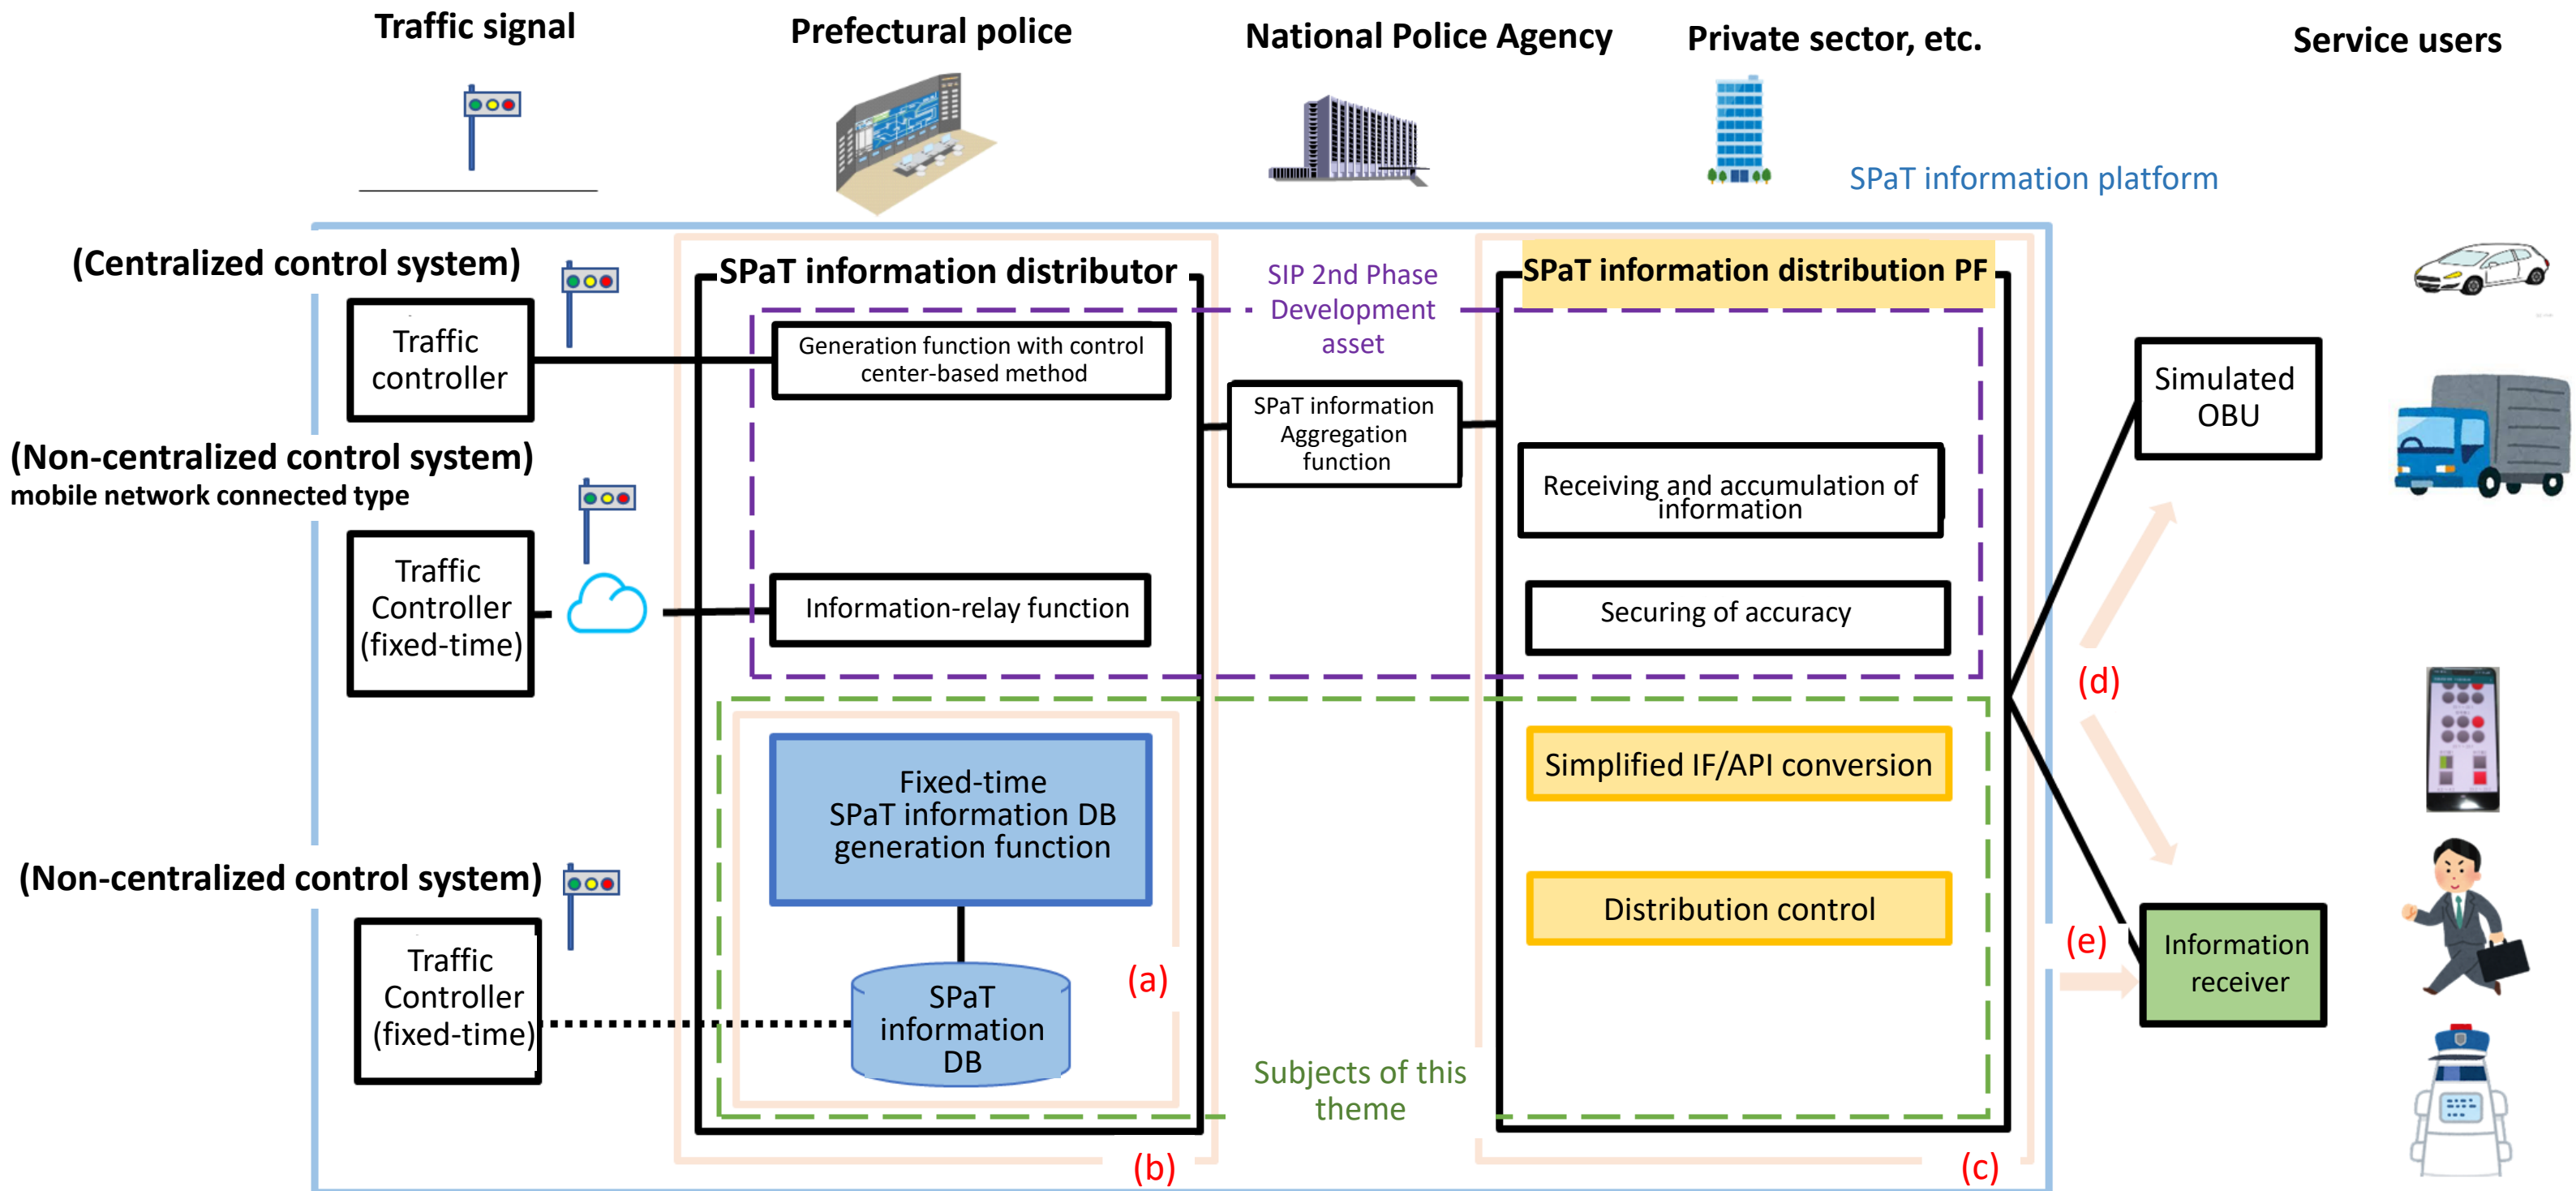 Traffic signal
Prefectural police
National Police Agency
Private sector, etc.
Service users
SPaT information platform
(Centralized control system)
Traffic
controller
(Non-centralized control system)
mobile network connected type
Traffic
Controller
(fixed-time)
(Non-centralized control system)
Traffic
Controller
(fixed-time)
SPaT information distributor
Generation function with control
center-based method
Information-relay function
Fixed-time
SPaT information DB
generation function
SPaT
information
DB
(a)
(b)
SIP 2nd Phase
Development
asset
SPaT information
Aggregation
function
Subjects of this
theme
SPaT information distribution PF
Receiving and accumulation of
information
Securing of accuracy
Simplified IF/API conversion
Distribution control
(c)
Simulated
OBU
(d)
(e)
Information
receiver